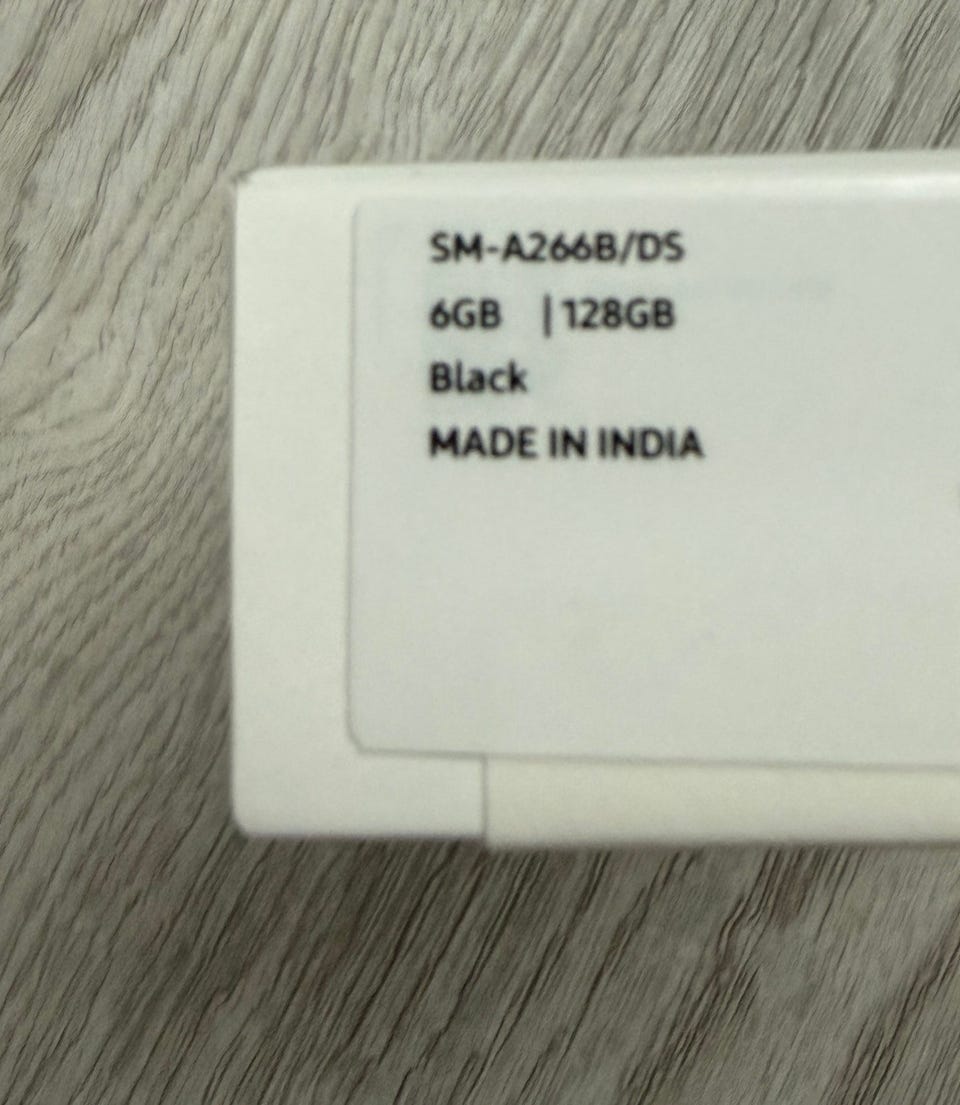 SM-A266B/DS
6GB | 128GB
Black
MADE IN INDIA